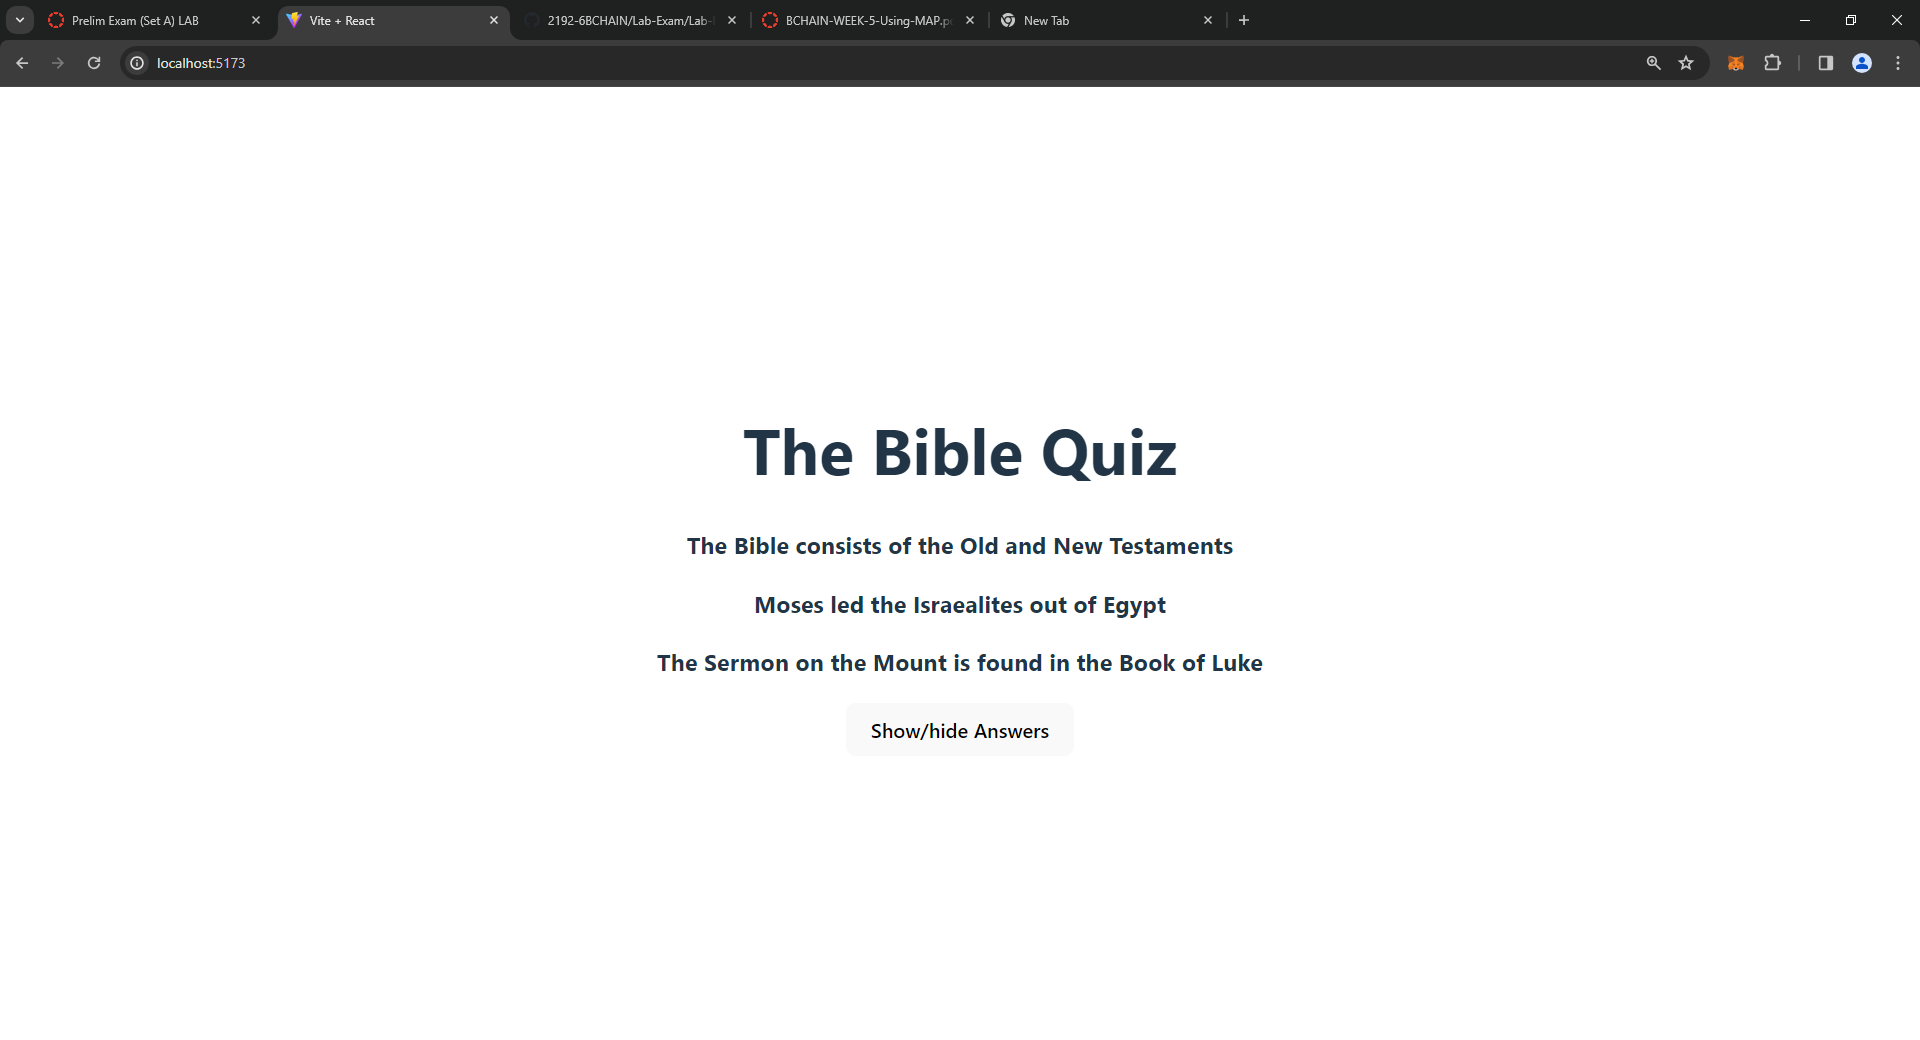 Prelim Exam (Set A) LAB
Vite + React
2192-6BCHAIN/Lab-Exam/Lab-
BCHAIN-WEEK-5-Using-MAP.p
New Tab
localhost:5173
The Bible Quiz
The Bible consists of the Old and New Testaments
Moses led the Israealites out of Egypt
The Sermon on the Mount is found in the Book of Luke
Show/hide Answers